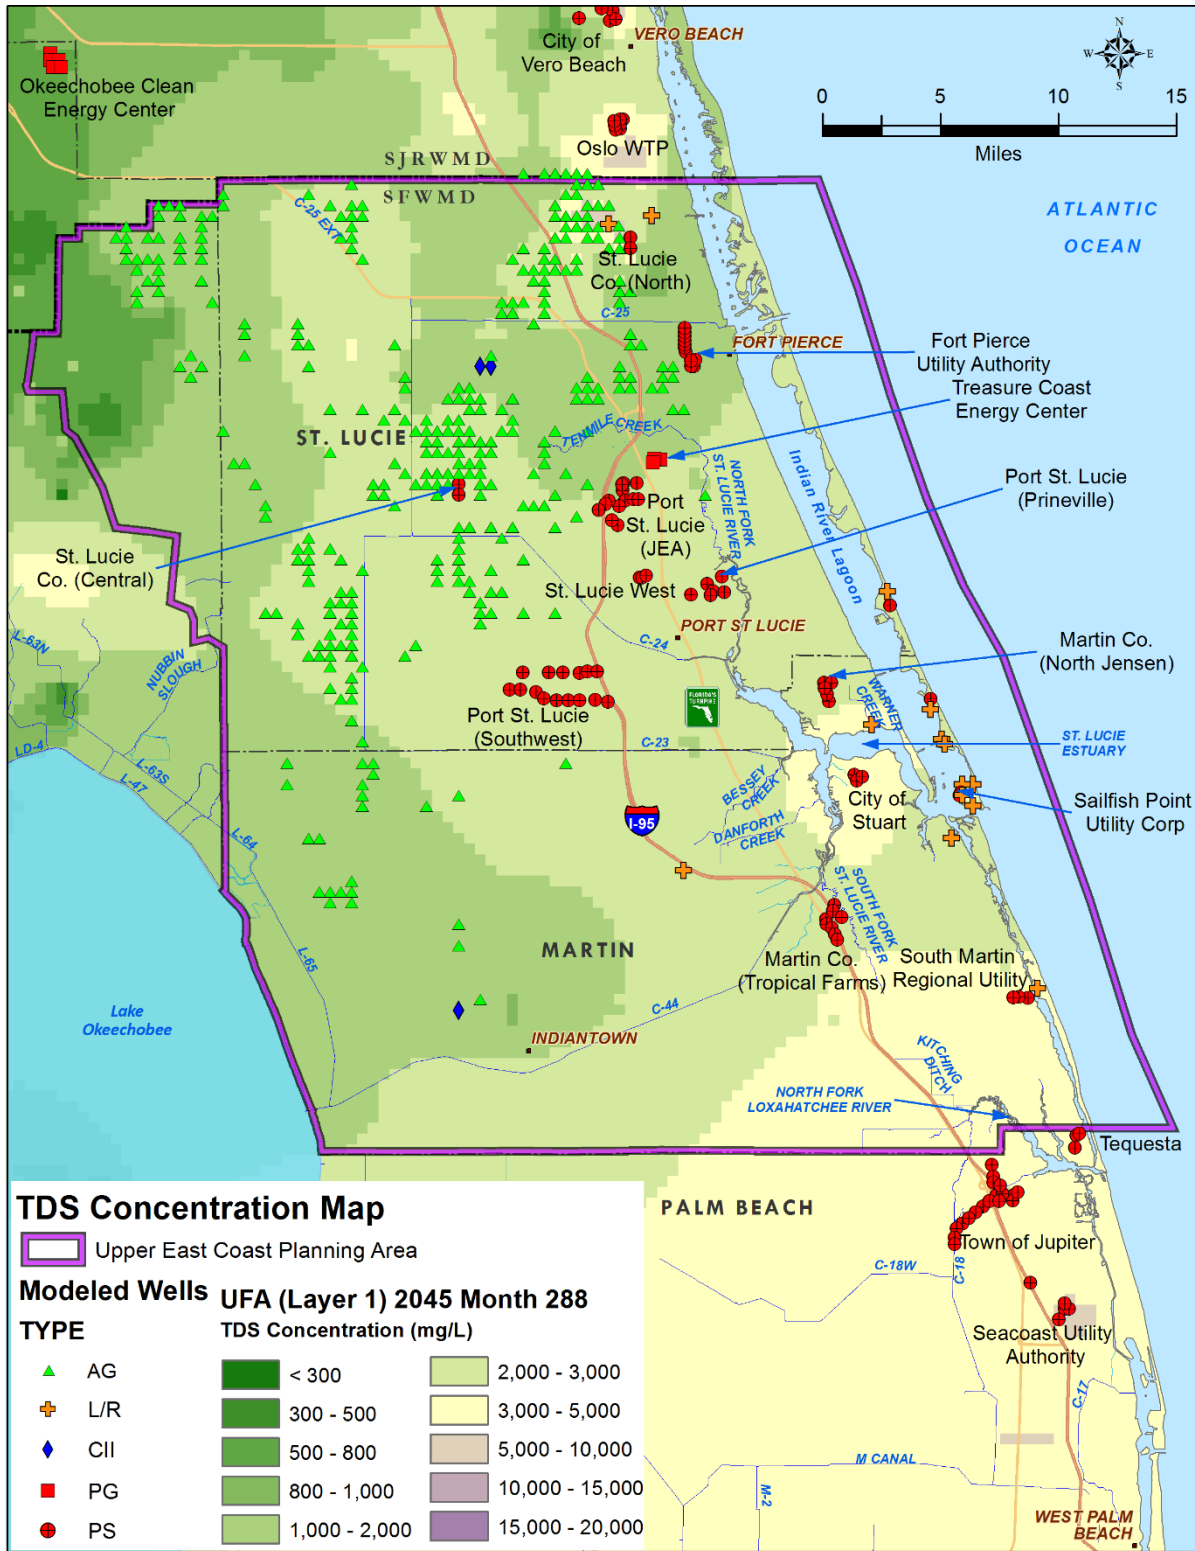 City of
Vero Beach
VERO BEACH
N
W
E
S
Okeechobee Clean
Energy Center
0
5
10
15
Miles
Oslo WTP
SJRWMD
SFWMD
C-25 EXT
ATLANTIC
OCEAN
St. Lucie
Co. (North)
C-25
FORT PIERCE
Fort Pierce
Utility Authority
Treasure Coast
Energy Center
ST. LUCIE
TENMILE CREEK
NORTH FORK
ST. LUCIE RIVER
Indian River Lagoon
Port St. Lucie
(Prineville)
Port
St. Lucie
(JEA)
St. Lucie
Co. (Central)
St. Lucie West
PORT ST LUCIE
C-24
L-63N
NUBBIN
SLOUGH
Martin Co.
(North Jensen)
WARNER
CREEK
FLORIDA'S
TURNPIKE
Port St. Lucie
(Southwest)
C-23
ST. LUCIE
ESTUARY
LD-4
L-63S
L-47
BESSEY
CREEK
DANFORTH
CREEK
City of
Stuart
Sailfish Point
Utility Corp
I-95
L-64
SOUTH FORK
ST. LUCIE RIVER
MARTIN
Martin Co.
(Tropical Farms)
South Martin
Regional Utility
L-65
C-44
Lake
Okeechobee
INDIANTOWN
KITCHING
DITCH
NORTH FORK
LOXAHATCHEE RIVER
Tequesta
PALM BEACH
Town of Jupiter
C-18W
C-18
Seacoast Utility
Authority
C-17
M CANAL
M-2
WEST PALM
BEACH
TDS Concentration Map
Upper East Coast Planning Area
Modeled Wells
TYPE
AG
L/R
CII
PG
PS
UFA (Layer 1) 2045 Month 288
TDS Concentration (mg/L)
< 300
300 - 500
500 - 800
800 - 1,000
1,000 - 2,000
2,000 - 3,000
3,000 - 5,000
5,000 - 10,000
10,000 - 15,000
15,000 - 20,000